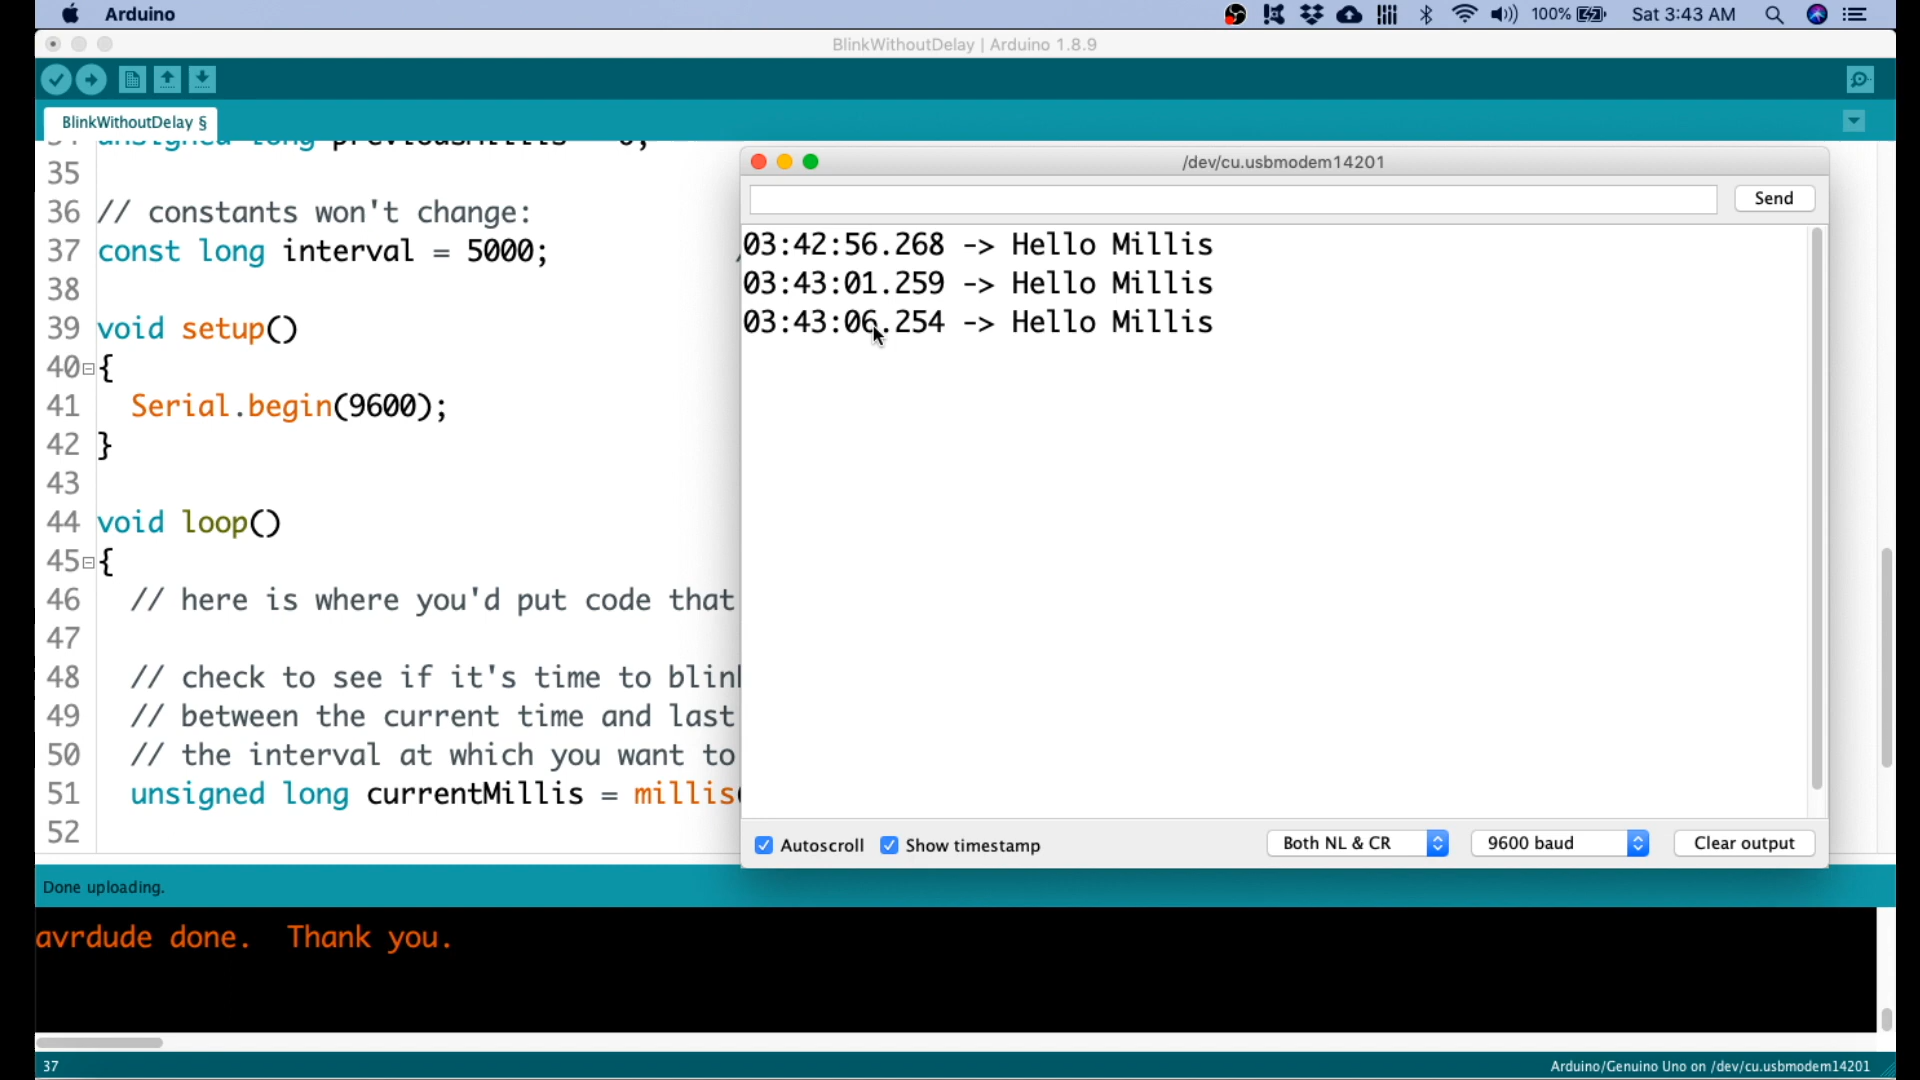 Arduino
100%
Sat 3:43 AM
BlinkWithoutDelay | Arduino 1.8.9
BlinkWithoutDelay §
35
36 // constants won't change:
37 const long interval = 5000;
38
39 void setup()
40 {
41 Serial.begin(9600);
42 }
43
44 void loop()
45 {
46 // here is where you'd put code that
47
48 // check to see if it's time to blin
49 // between the current time and last
50 // the interval at which you want to
51 unsigned long currentMillis = millis
52
/dev/cu.usbmodem14201
Send
03:42:56.268 -> Hello Millis
03:43:01.259 -> Hello Millis
03:43:06.254 -> Hello Millis
Autoscroll
Show timestamp
Both NL & CR
9600 baud
Clear output
Done uploading.
avrdude done. Thank you.
37
Arduino/Genuino Uno on /dev/cu.usbmodem14201